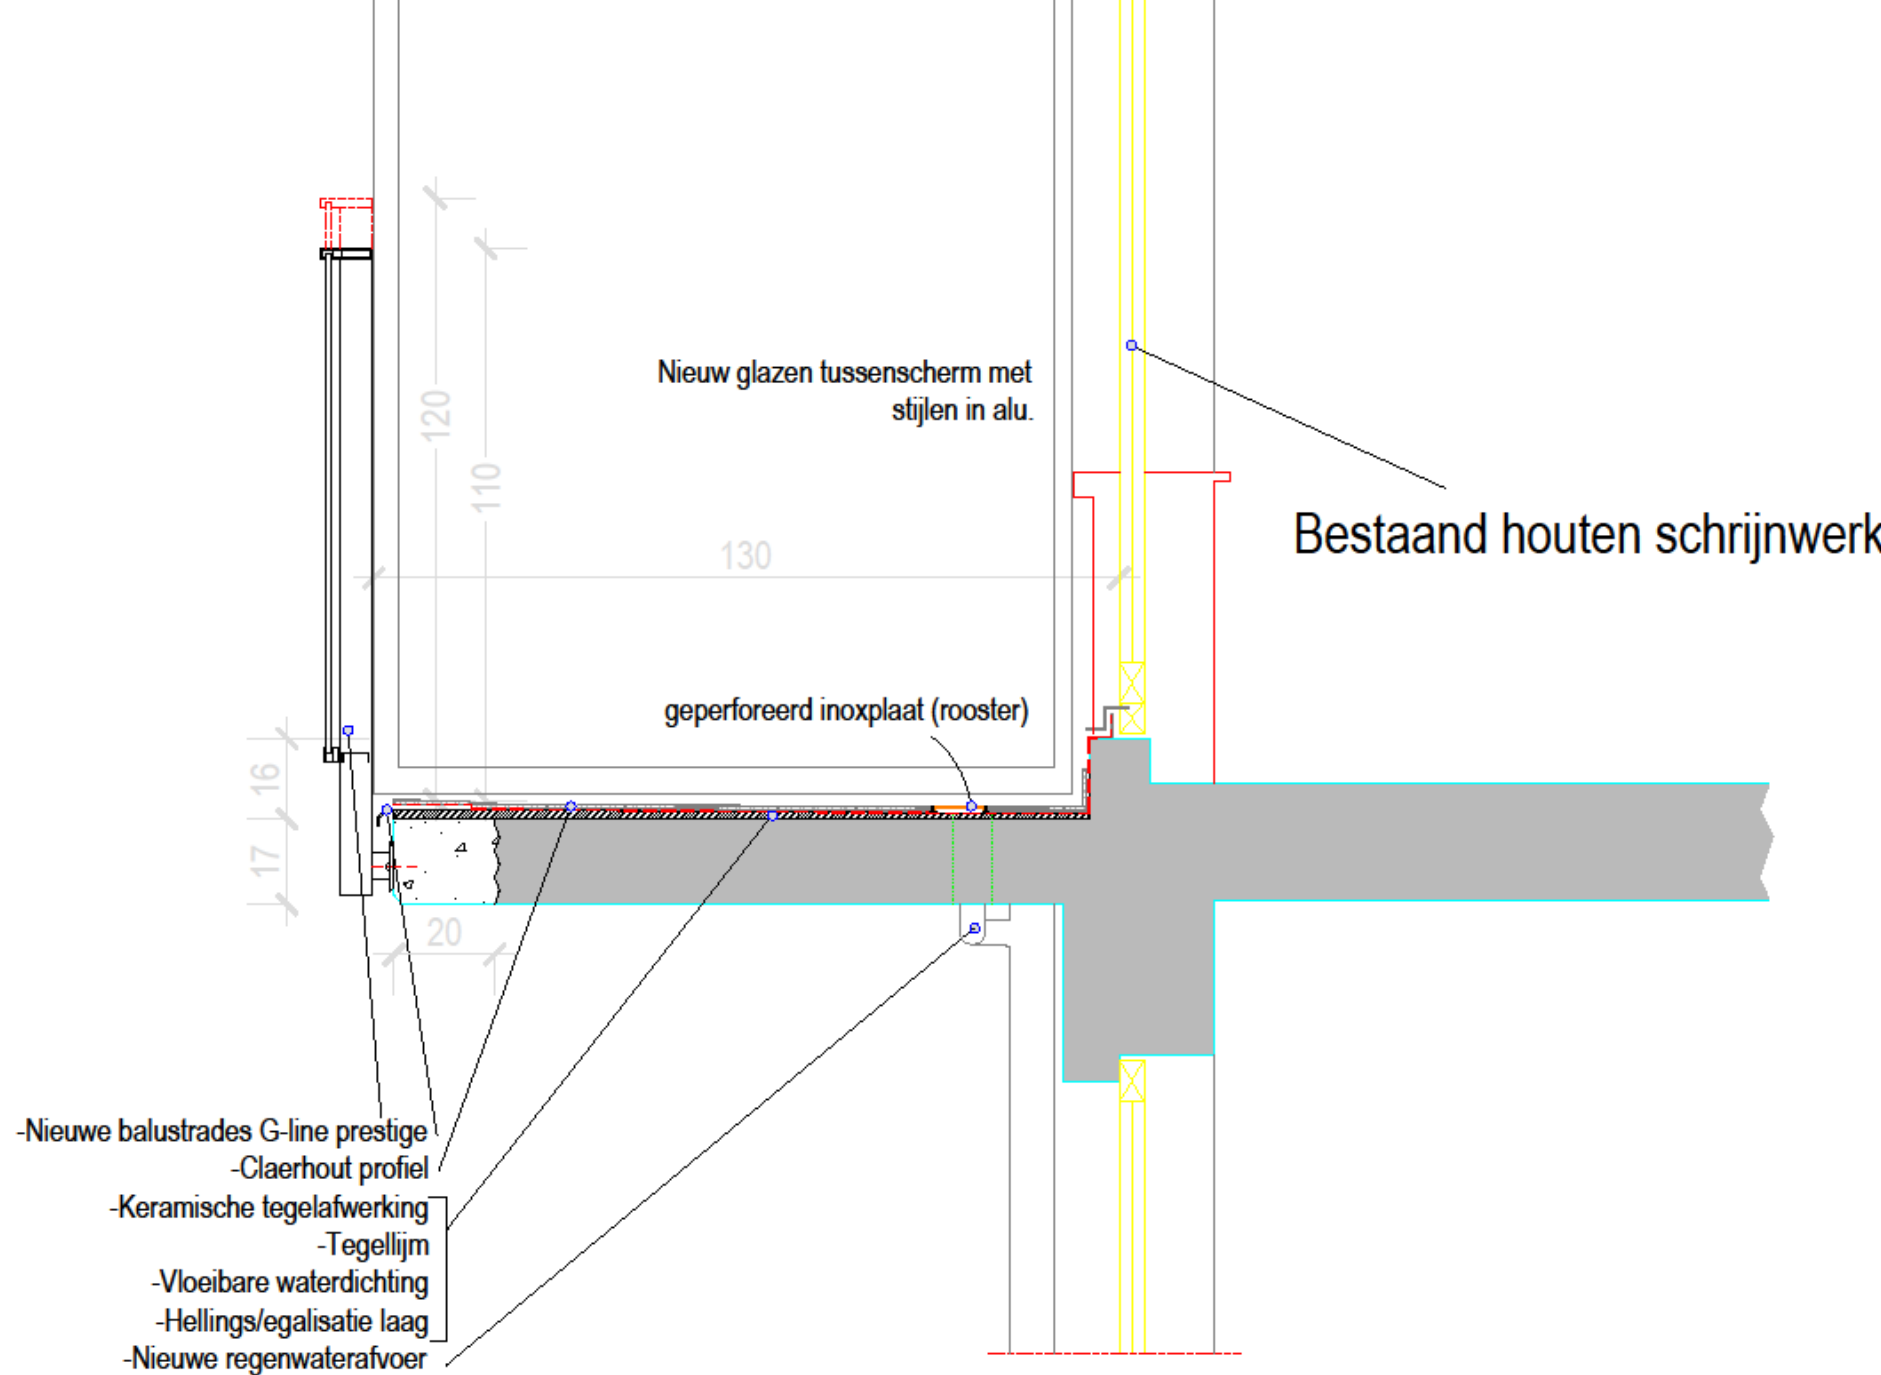 120
110
Nieuw glazen tussenscherm met
stijlen in alu.
130
Bestaand houten schrijnwerk
geperforeerd inoxplaat (rooster)
16
17
20
-Nieuwe balustrades G-line prestige
-Claerhout profiel
-Keramische tegelafwerking
-Tegellijm
-Vloeibare waterdichting
-Hellings/egalisatie laag
-Nieuwe regenwaterafvoer